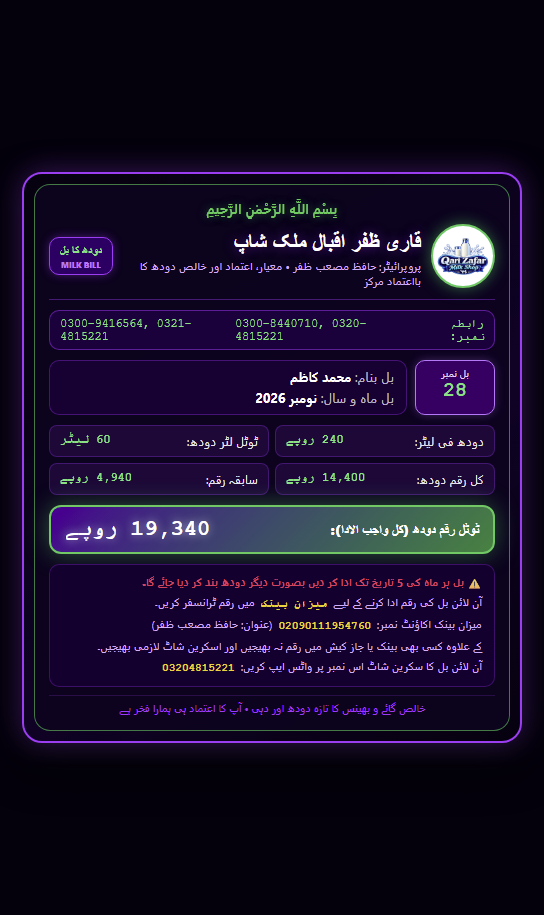 بِسْمِ اللَّهِ الرَّحْمٰنِ الرَّحِيمِ
قاری ظفر اقبال ملک شاپ
پروپرائیٹر: حافظ مصعب ظفر • معیار، اعتماد اور خالص دودھ کا
بااعتماد مرکز
Qari Zafar
Milk Shop
دودھ کا بل
MILK BILL
رابطہ نمبر:
0300-8440710, 0320-4815221
0300-9416564, 0321-4815221
بل نمبر
28
بل بنام: محمد کاظم
بل ماہ و سال: نومبر 2026
دودھ فی لیٹر: 240 روپے
ٹوٹل لٹر دودھ: 60 لیٹر
کل رقم دودھ: 14,400 روپے
سابقہ رقم: 4,940 روپے
ٹوٹل رقم دودھ (کل واجب الادا): 19,340 روپے
⚠️ بل ہر ماہ کی 5 تاریخ تک ادا کر دیں بصورت دیگر دودھ بند کر دیا جائے گا۔
آن لائن بل کی رقم ادا کرنے کے لیے میزان بینک میں رقم ٹرانسفر کریں۔
میزان بینک اکاؤنٹ نمبر: 02090111954760 (عنوان: حافظ مصعب ظفر)
کے علاوہ کسی بھی بینک یا جاز کیش میں رقم نہ بھیجیں اور اسکرین شاٹ لازمی بھیجیں۔
آن لائن بل کا سکرین شاٹ اس نمبر پر واٹس ایپ کریں: 03204815221
خالص گائے و بھینس کا تازہ دودھ اور دہی • آپ کا اعتماد ہی ہمارا فخر ہے